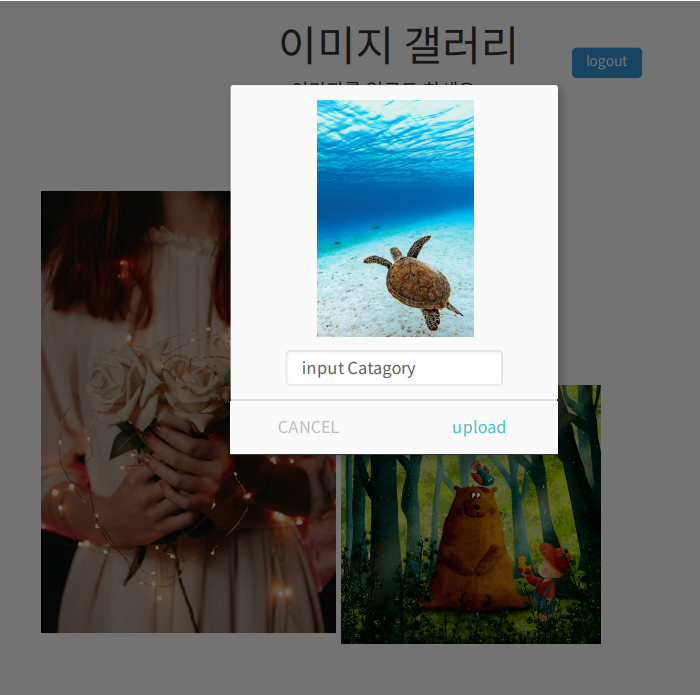 이미지 갤러리
logout
input Catagory
CANCEL
upload